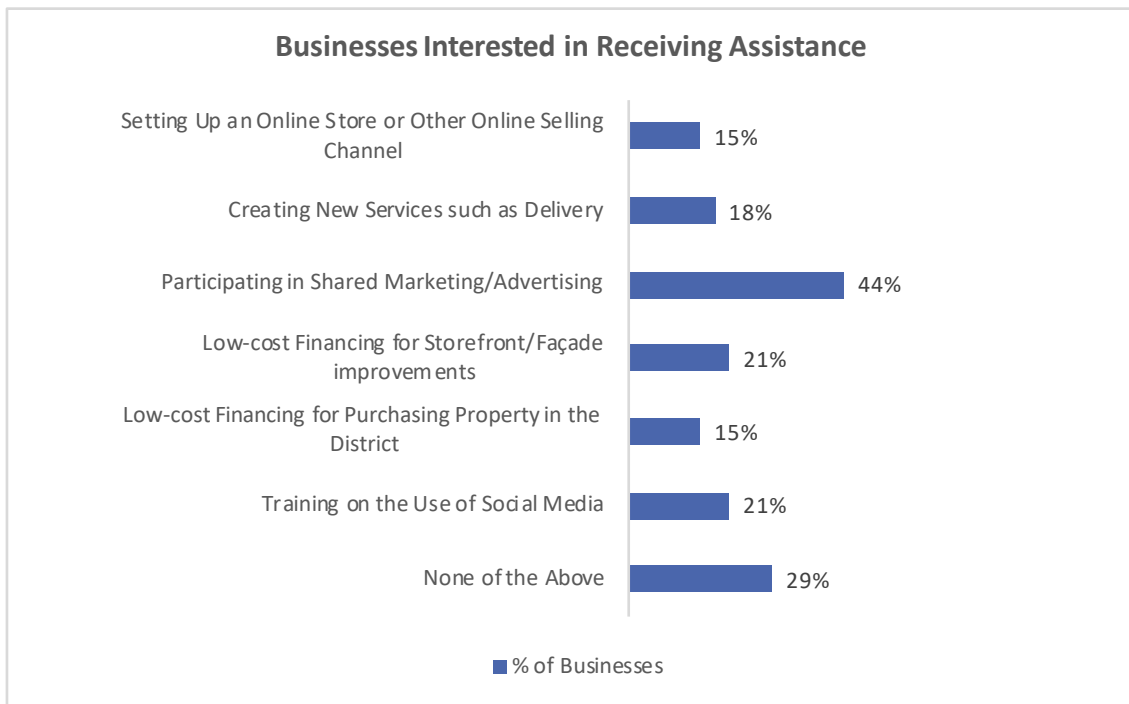 Businesses Interested in Receiving Assistance
Setting Up an Online Store or Other Online Selling
Channel
15%
Creating New Services such as Delivery
18%
Participating in Shared Marketing/Advertising
44%
Low-cost Financing for Storefront/Façade
improvements
21%
Low-cost Financing for Purchasing Property in the
District
15%
Training on the Use of Social Media
21%
None of the Above
29%
% of Businesses